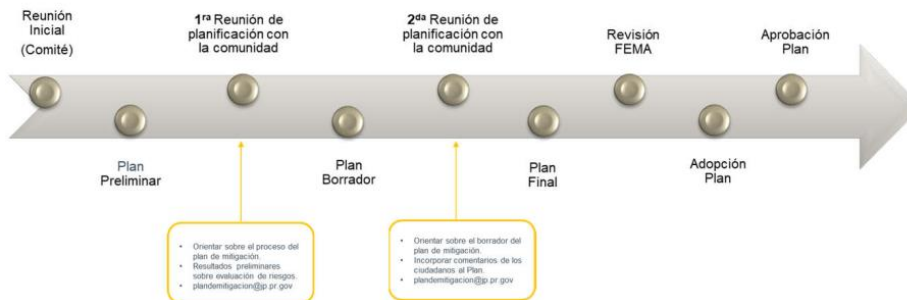 Reunión
Inicial
(Comité)
1ra Reunión de
planificación con
la comunidad
2da Reunión de
planificación con
la comunidad
Revisión
FEMA
Aprobación
Plan
Plan
Preliminar
Plan
Borrador
Plan
Final
Adopción
Plan
• Orientar sobre el proceso del
plan de mitigación.
• Resultados preliminares
sobre evaluación de riesgos.
• plandemitigacion@jp.pr.gov
• Orientar sobre el borrador del
plan de mitigación.
• Incorporar comentarios de los
ciudadanos al Plan.
• plandemitigacion@jp.pr.gov